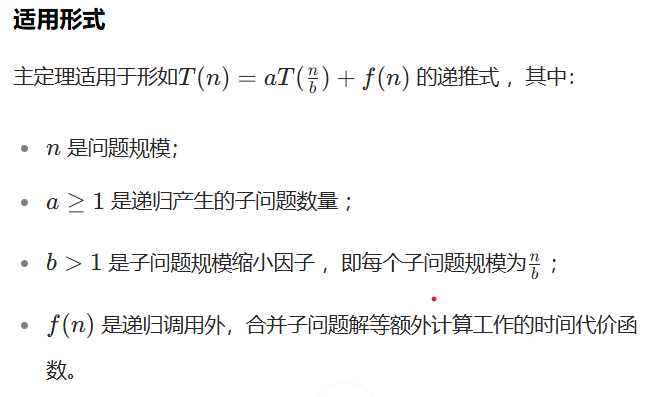 适用形式
主定理适用于形如$T(n) = aT(\frac{n}{b}) + f(n)$ 的递推式，其中：
• $n$ 是问题规模；
• $a \geq 1$ 是递归产生的子问题数量；
• $b > 1$ 是子问题规模缩小因子，即每个子问题规模为$\frac{n}{b}$；
• $f(n)$ 是递归调用外，合并子问题解等额外计算工作的时间代价函
数。